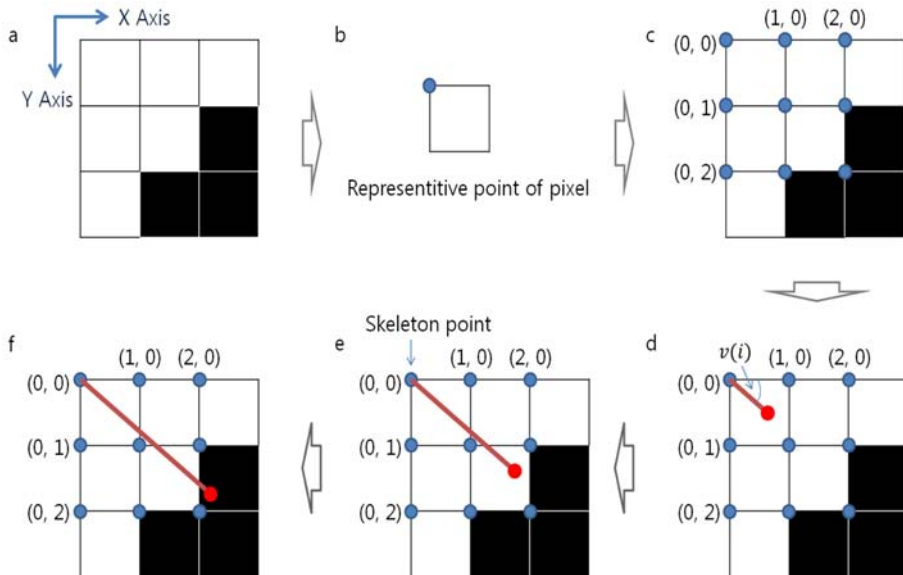 X Axis
Y Axis
a
b
Representitive point of pixel
c
(1, 0) (2, 0)
(0, 0)
(0, 1)
(0, 2)
d
v(i)
(1, 0) (2, 0)
(0, 0)
(0, 1)
(0, 2)
Skeleton point
e
(1, 0) (2, 0)
(0, 0)
(0, 1)
(0, 2)
f
(1, 0) (2, 0)
(0, 0)
(0, 1)
(0, 2)